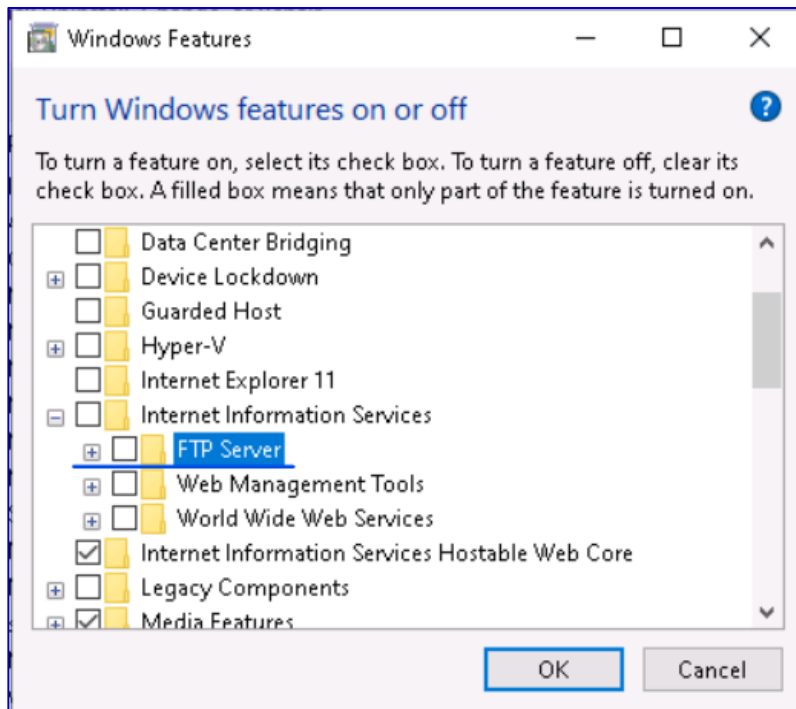 Windows Features
Turn Windows features on or off
To turn a feature on, select its check box. To turn a feature off, clear its
check box. A filled box means that only part of the feature is turned on.
Data Center Bridging
Device Lockdown
Guarded Host
Hyper-V
Internet Explorer 11
Internet Information Services
FTP Server
Web Management Tools
World Wide Web Services
Internet Information Services Hostable Web Core
Legacy Components
Media Features
OK
Cancel